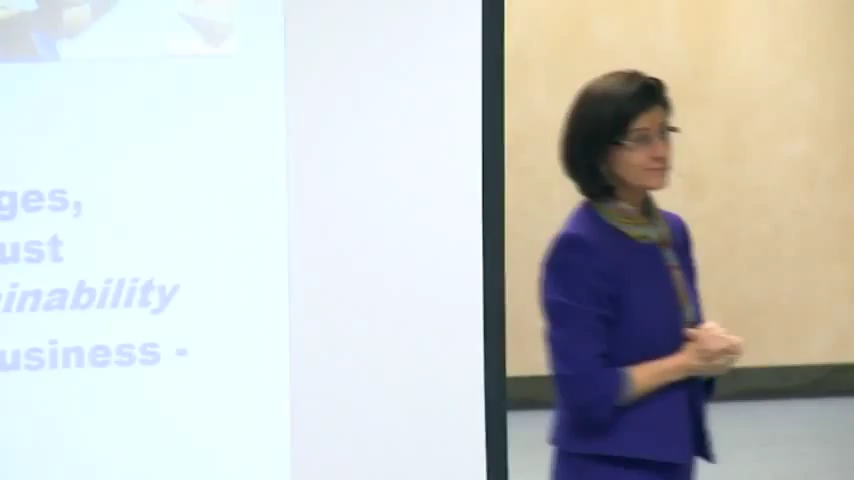 ges,
ust
inability
usiness -